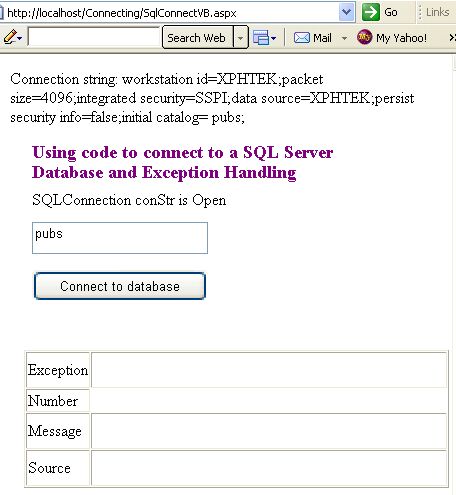 http://localhost/Connecting/SqlConnectVB.aspx Go Links
Search Web Mail My Yahoo!
Connection string: workstation id=XPHTEK;packet
size=4096;integrated security=SSPI;data source=XPHTEK;persist
security info=false;initial catalog= pubs;
Using code to connect to a SQL Server
Database and Exception Handling
SQLConnection conStr is Open
pubs
Connect to database
Exception
Number
Message
Source